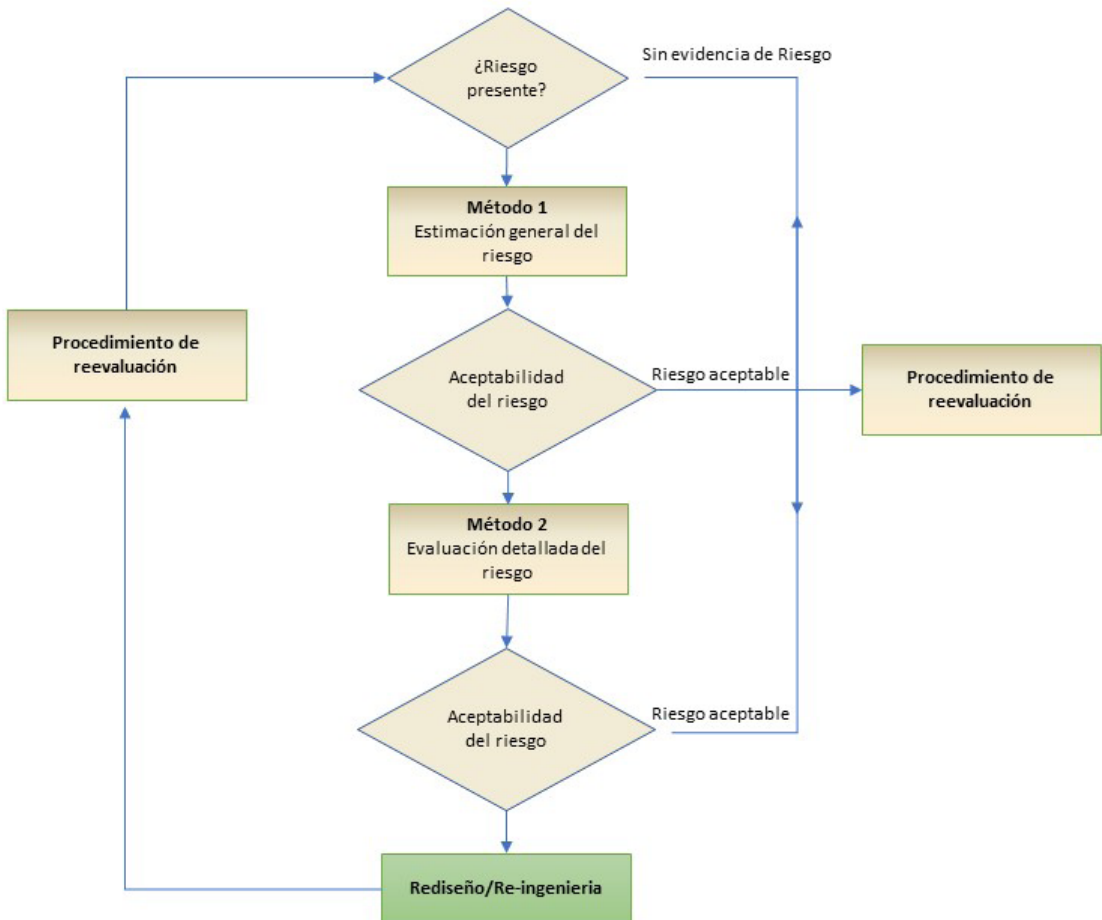 ¿Riesgo
presente?
Sin evidencia de Riesgo
Método 1
Estimación general del
riesgo
Procedimiento de
reevaluación
Aceptabilidad
del riesgo
Riesgo aceptable
Procedimiento de
reevaluación
Método 2
Evaluación detallada del
riesgo
Aceptabilidad
del riesgo
Riesgo aceptable
Rediseño/Re-ingenieria